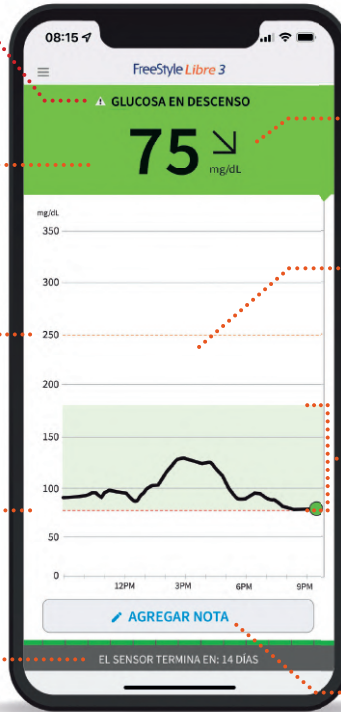 08:15
FreeStyle Libre 3
GLUCOSA EN DESCENSO
75
mg/dL
mg/dL
350
300
250
200
150
100
50
0
12PM 3PM 6PM 9PM
AGREGAR NOTA
EL SENSOR TERMINA EN: 14 DÍAS